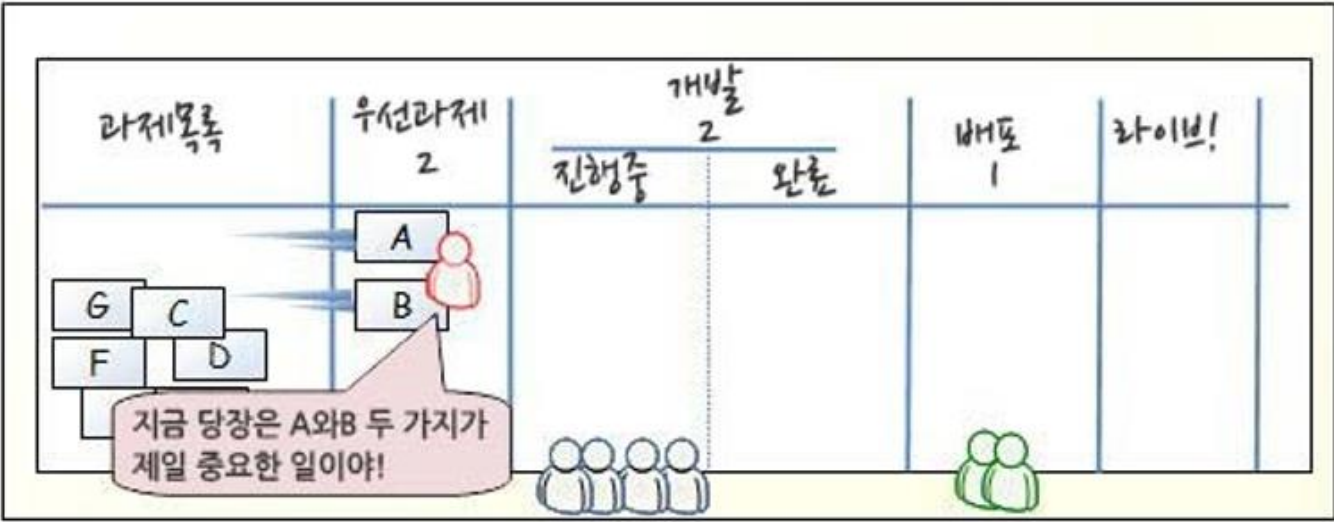 과제목록
우선과제
2
개발
2
진행중
완료
배포
1
라이브!
A
B
G
C
F
D
지금 당장은 A와B 두 가지가
제일 중요한 일이야!